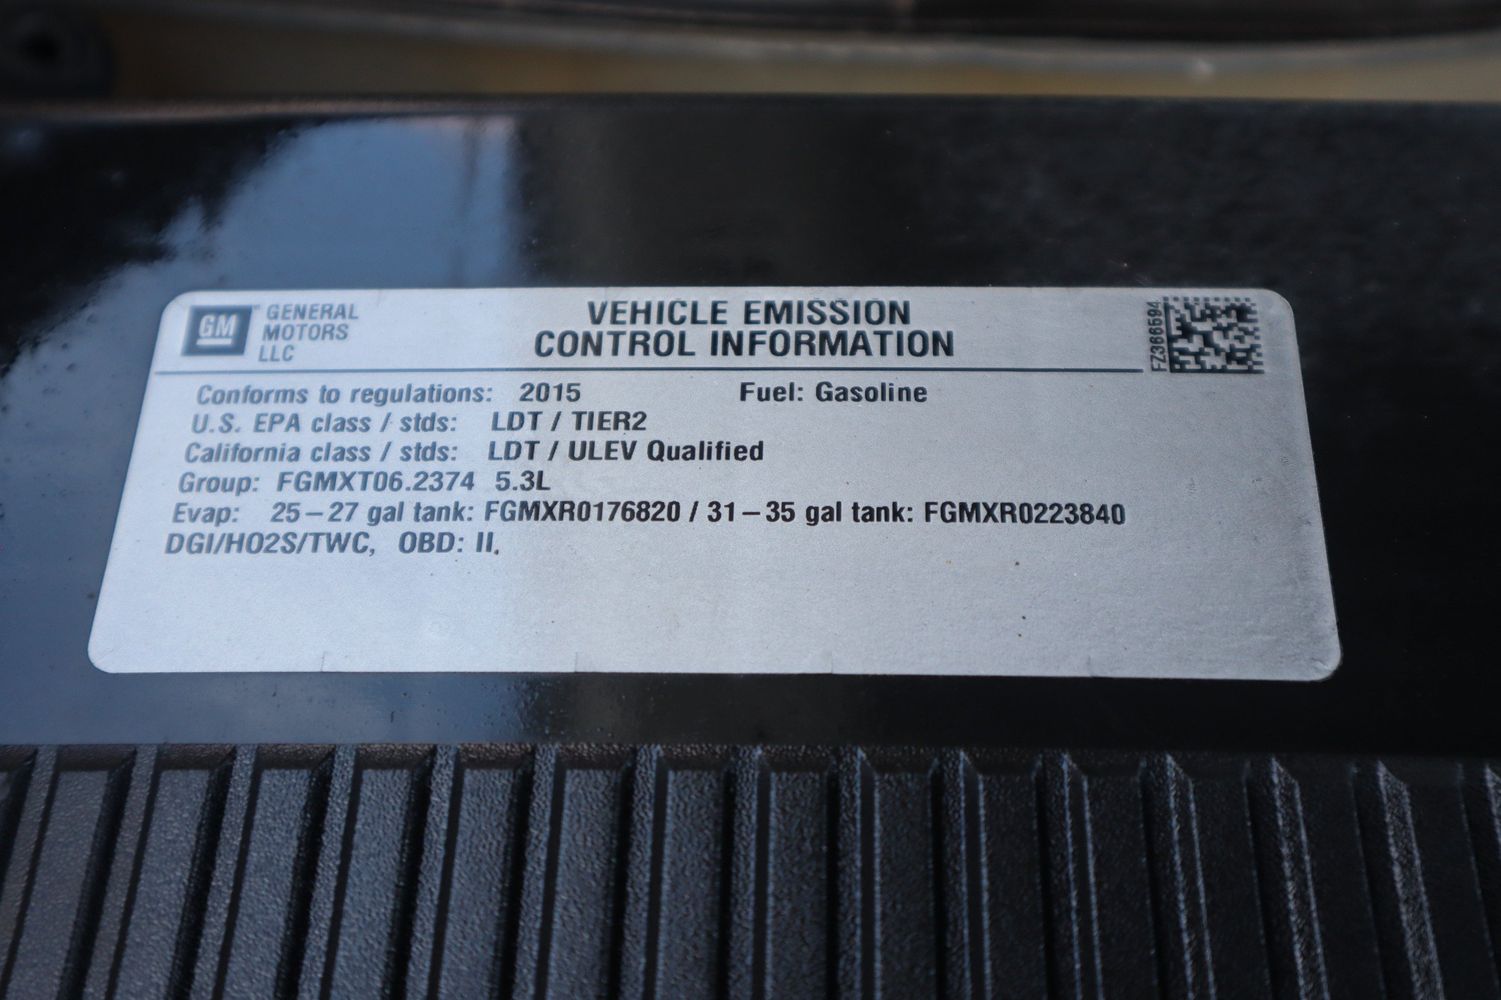 GM
GENERAL
MOTORS
LLC
VEHICLE EMISSION
CONTROL INFORMATION
FZ366594
Conforms to regulations: 2015 Fuel: Gasoline
U.S. EPA class / stds: LDT / TIER2
California class / stds: LDT / ULEV Qualified
Group: FGMXT06.2374 5.3L
Evap: 25–27 gal tank: FGMXR0176820 / 31–35 gal tank: FGMXR0223840
DGI/HO2S/TWC, OBD: II.